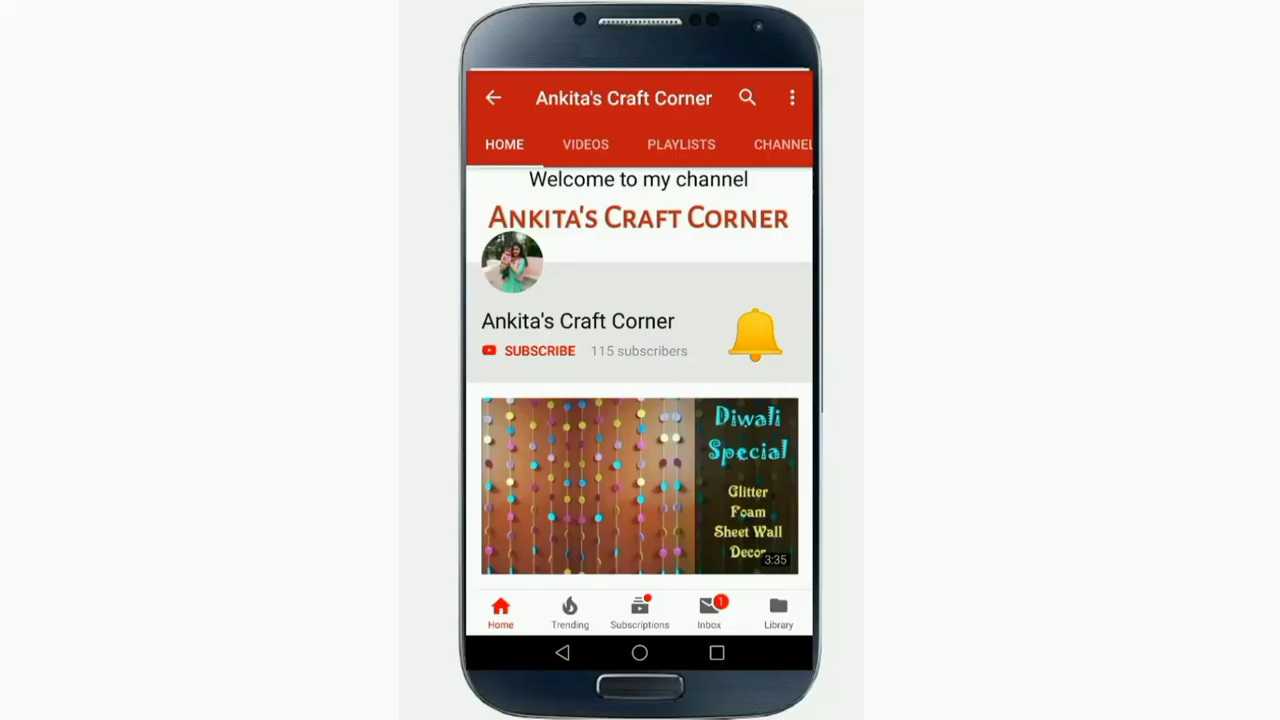 Ankita's Craft Corner
HOME VIDEOS PLAYLISTS CHANNEL
Welcome to my channel
ANKITA'S CRAFT CORNER
Ankita's Craft Corner
SUBSCRIBE 115 subscribers
Diwali
Special
Glitter
Foam
Sheet Wall
Decor
3:35
1
Home Trending Subscriptions Inbox Library